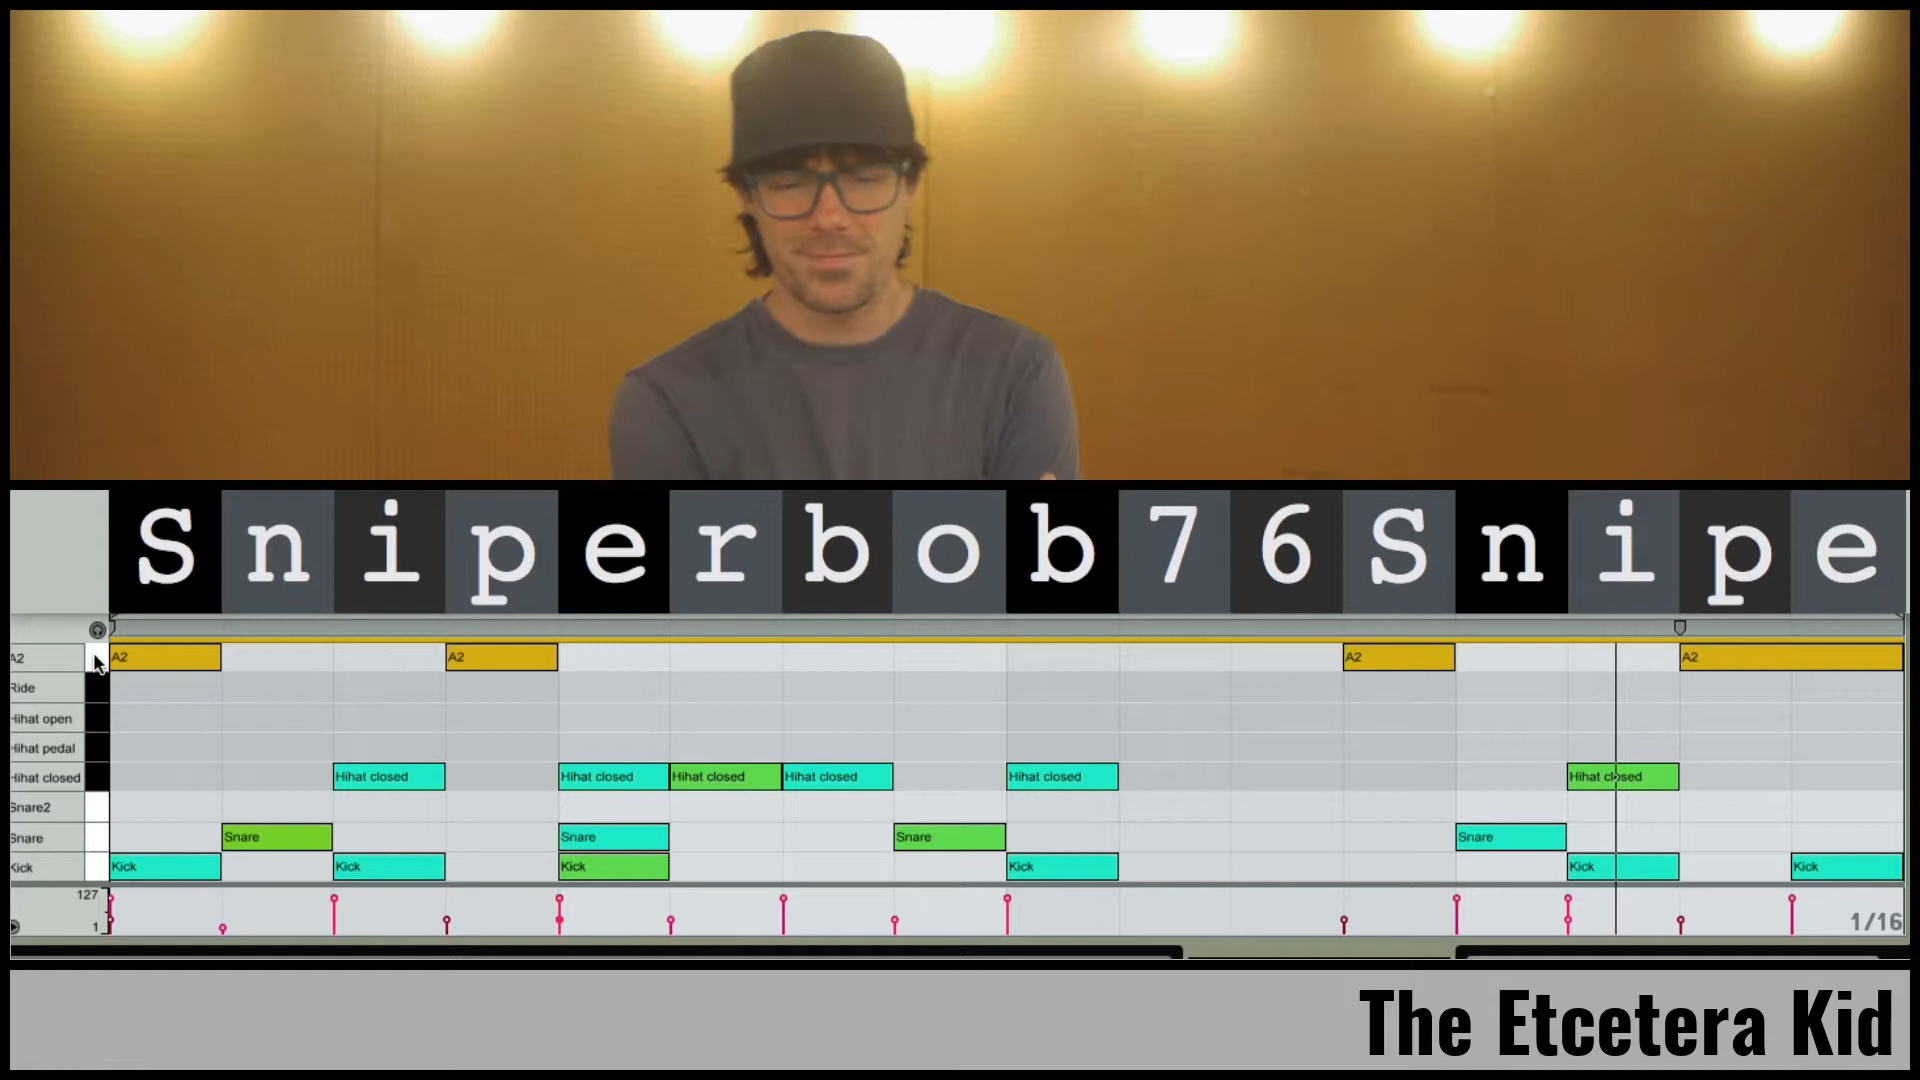 Sniperbob76Snipe
A2 A2 A2 A2 A2
Ride
Hihat open
Hihat pedal
Hihat closed Hihat closed Hihat closed Hihat closed Hihat closed Hihat closed Hihat closed
Snare2
Snare Snare Snare Snare Snare
Kick Kick Kick Kick Kick Kick Kick
127
1
1/16
The Etcetera Kid